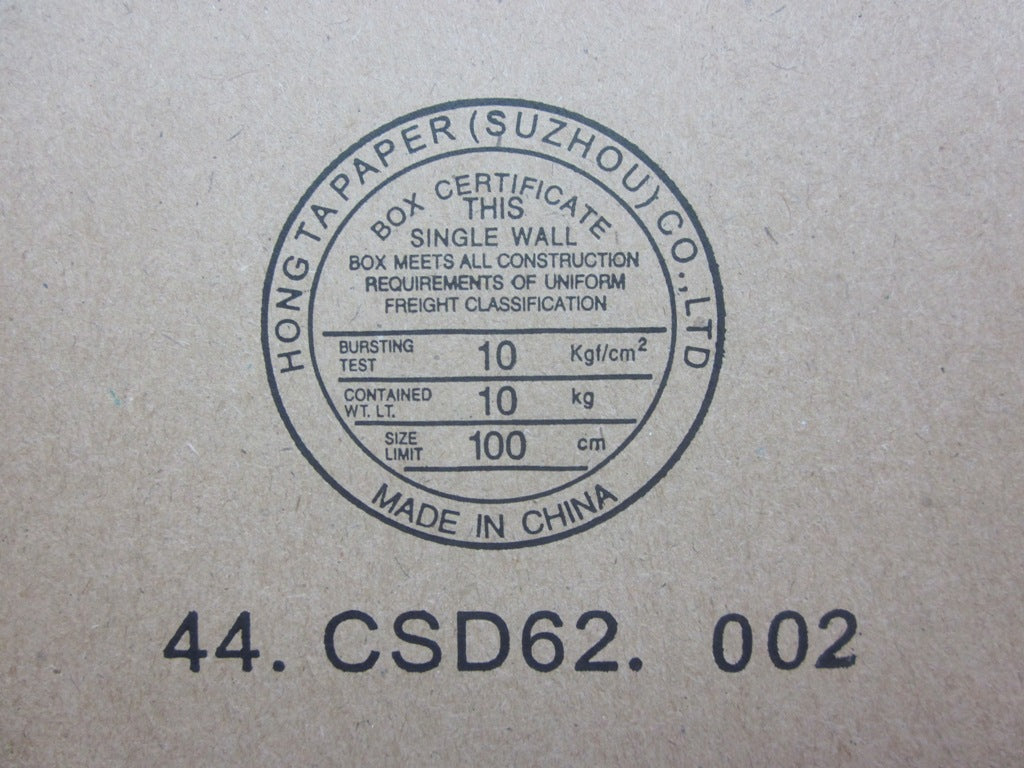 HONG TA PAPER (SUZHOU) CO., LTD
BOX CERTIFICATE
THIS
SINGLE WALL
BOX MEETS ALL CONSTRUCTION
REQUIREMENTS OF UNIFORM
FREIGHT CLASSIFICATION
BURSTING TEST 10 Kgf/cm²
CONTAINED WT. LT. 10 kg
SIZE LIMIT 100 cm
MADE IN CHINA
44. CSD62. 002